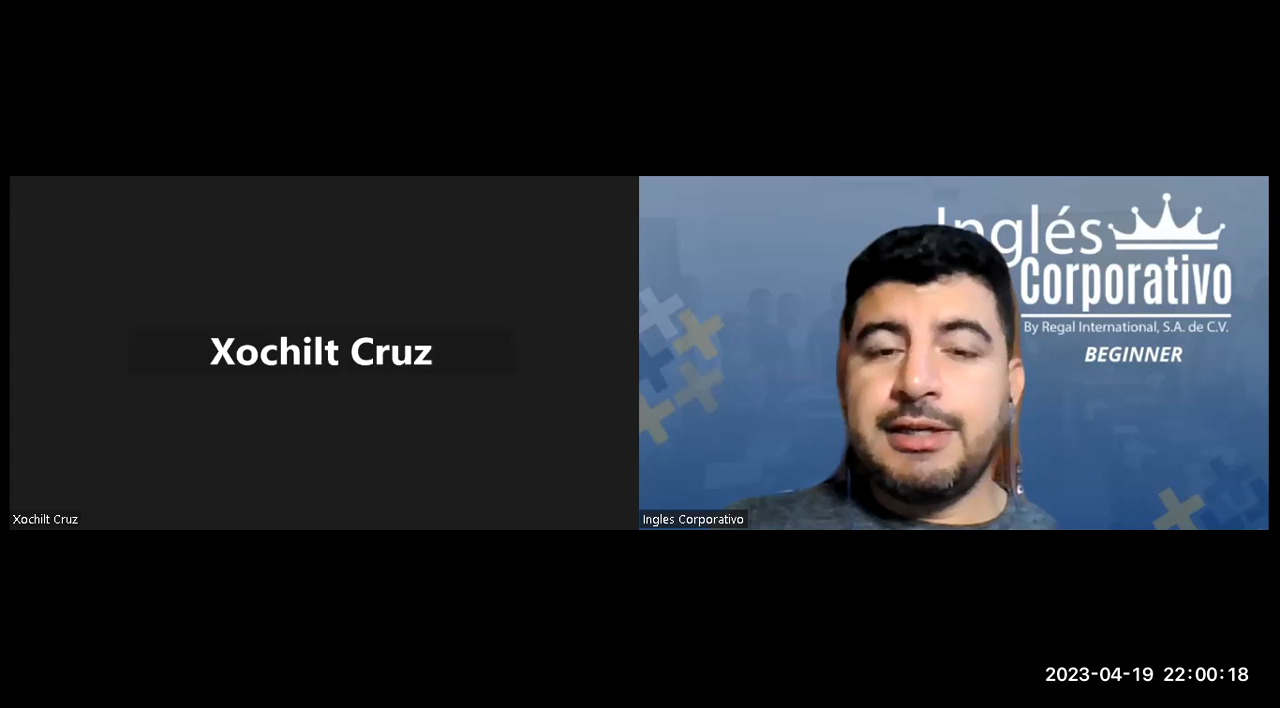 Xochilt Cruz
Xochilt Cruz
Inglés
Corporativo
By Regal International, S.A. de C.V.
BEGINNER
Ingles Corporativo
2023-04-19 22:00:18